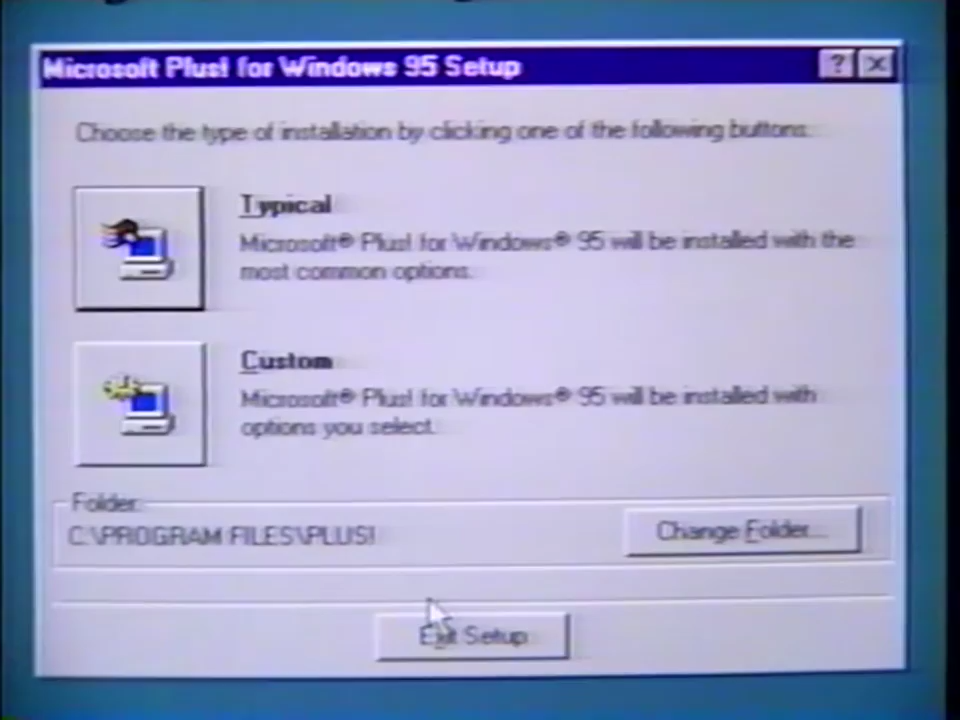 Microsoft Plus! for Windows 95 Setup
Choose the type of installation by clicking one of the following buttons.
Typical
Microsoft® Plus! for Windows® 95 will be installed with the
most common options.
Custom
Microsoft® Plus! for Windows® 95 will be installed with
options you select.
Folder:
C:\PROGRAM FILES\PLUS!
Change Folder...
Exit Setup